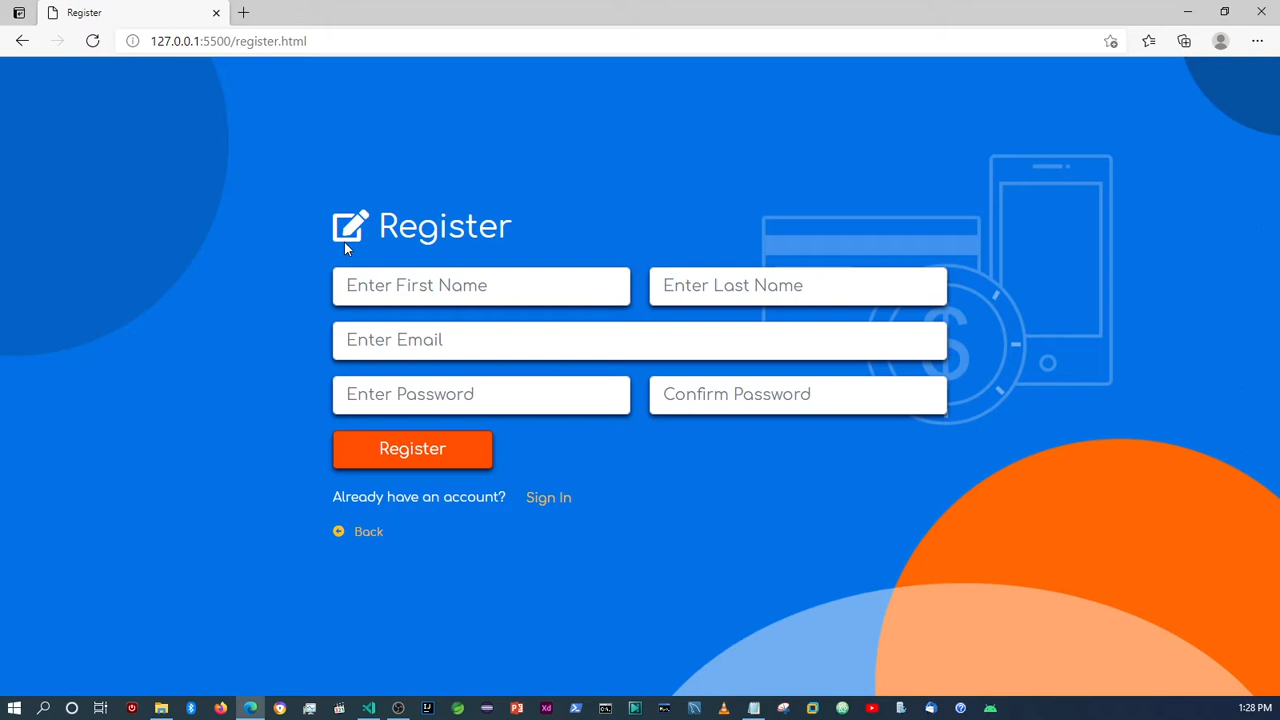 Register
127.0.0.1:5500/register.html
Register
Enter First Name Enter Last Name
Enter Email
Enter Password Confirm Password
Register
Already have an account? Sign In
Back
$
1:28 PM